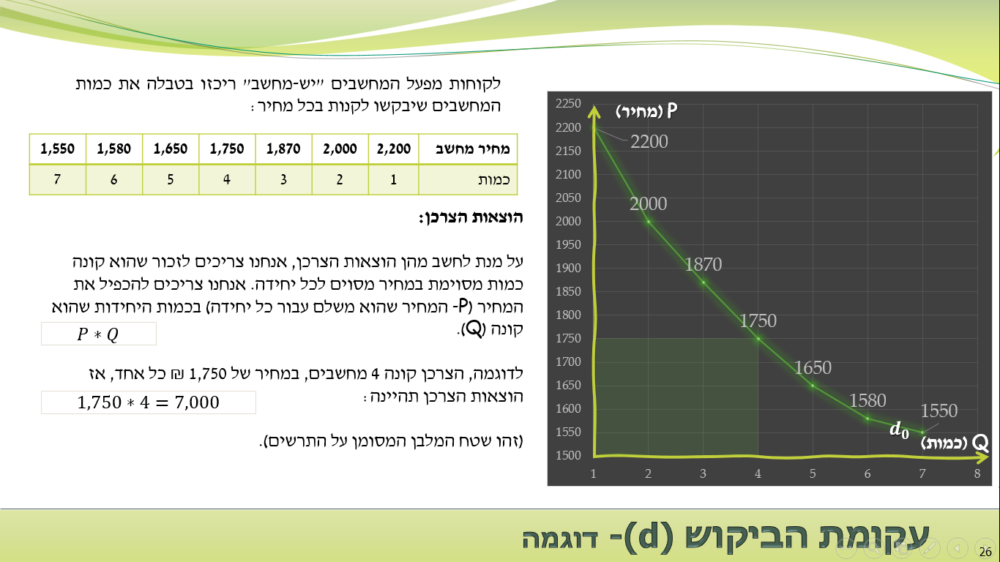 לקוחות מפעל המחשבים "יש-מחשב" ריכזו בטבלה את כמות
המחשבים שיבקשו לקנות בכל מחיר:
מחיר מחשב 2,200 2,000 1,870 1,750 1,650 1,580 1,550
כמות 1 2 3 4 5 6 7
הוצאות הצרכן:
על מנת לחשב מהן הוצאות הצרכן, אנחנו צריכים לזכור שהוא קונה
כמות מסוימת במחיר מסוים לכל יחידה. אנחנו צריכים להכפיל את
המחיר (P- המחיר שהוא משלם עבור כל יחידה) בכמות היחידות שהוא
קונה (Q).
P * Q
לדוגמה, הצרכן קונה 4 מחשבים, במחיר של 1,750 ₪ כל אחד, אז
הוצאות הצרכן תהיינה:
1,750 * 4 = 7,000
(זהו שטח המלבן המסומן על התרשים).
P (מחיר)
2250
2200
2150
2100
2050
2000
1950
1900
1850
1800
1750
1700
1650
1600
1550
1500
2200
2000
1870
1750
1650
1580
1550
d0
Q (כמות)
1 2 3 4 5 6 7 8
עקומת הביקוש (d)- דוגמה
26